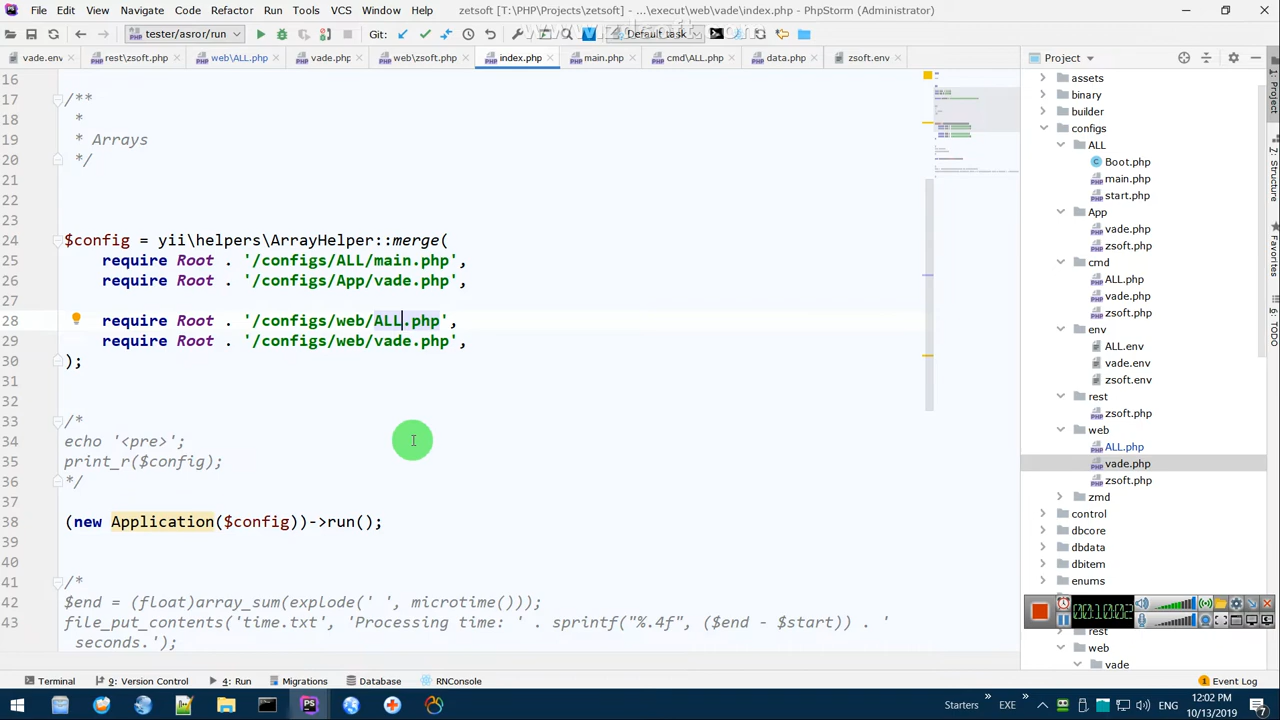 File Edit View Navigate Code Refactor Run Tools VCS Window Help zetsoft [T:\PHP\Projects\zetsoft] - ...\execut\web\vade\index.php - PhpStorm (Administrator)
tester/asror/run Git: Default task
vade.env rest\zsoft.php web\ALL.php vade.php web\zsoft.php index.php main.php cmd\ALL.php data.php zsoft.env Project
16
17 /**
18 *
19 * Arrays
20 */
21
22
23
24 $config = yii\helpers\ArrayHelper::merge(
25 require Root . '/configs/ALL/main.php',
26 require Root . '/configs/App/vade.php',
27
28 require Root . '/configs/web/ALL.php',
29 require Root . '/configs/web/vade.php',
30 );
31
32
33 /*
34 echo '<pre>';
35 print_r($config);
36 */
37
38 (new Application($config))->run();
39
40
41 /*
42 $end = (float)array_sum(explode(' ', microtime()));
43 file_put_contents('time.txt', 'Processing time: ' . sprintf("%.4f", ($end - $start)) . '
seconds.');
assets
binary
builder
configs
ALL
Boot.php
main.php
start.php
App
vade.php
zsoft.php
cmd
ALL.php
vade.php
zsoft.php
env
ALL.env
vade.env
zsoft.env
rest
zsoft.php
web
ALL.php
vade.php
zsoft.php
zmd
control
dbcore
dbdata
dbitem
enums
rest
web
vade
1: Project
7: Structure
Favorites
6: TODO
Terminal 9: Version Control 4: Run Migrations Database RNConsole Event Log
Starters EXE ENG 12:02 PM
10/13/2019 7